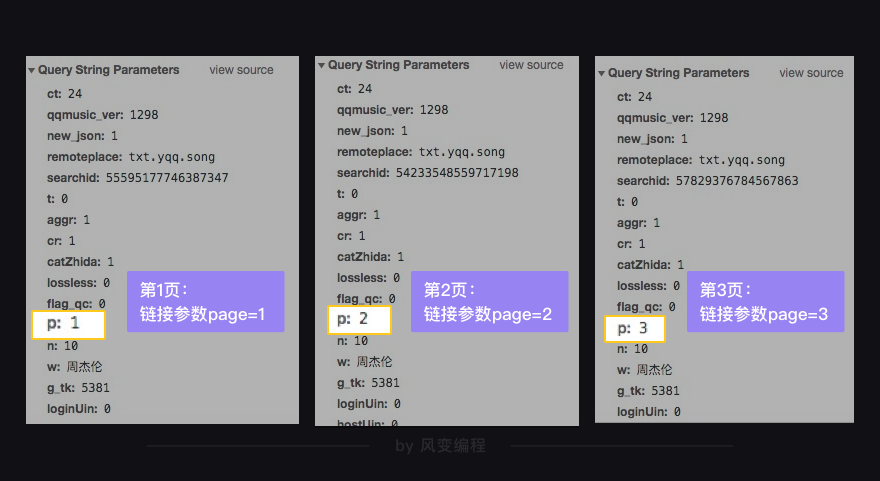 Query String Parameters view source
ct: 24
qqmusic_ver: 1298
new_json: 1
remoteplace: txt.yqq.song
searchid: 55595177746387347
t: 0
aggr: 1
cr: 1
catZhida: 1
lossless: 0
flag_qc: 0
p: 1
n: 10
w: 周杰伦
g_tk: 5381
loginUin: 0
第1页：
链接参数page=1
Query String Parameters view source
ct: 24
qqmusic_ver: 1298
new_json: 1
remoteplace: txt.yqq.song
searchid: 54233548559717198
t: 0
aggr: 1
cr: 1
catZhida: 1
lossless: 0
flag_qc: 0
p: 2
n: 10
w: 周杰伦
g_tk: 5381
loginUin: 0
hostUin: 0
第2页：
链接参数page=2
Query String Parameters view source
ct: 24
qqmusic_ver: 1298
new_json: 1
remoteplace: txt.yqq.song
searchid: 57829376784567863
t: 0
aggr: 1
cr: 1
catZhida: 1
lossless: 0
flag_qc: 0
p: 3
n: 10
w: 周杰伦
g_tk: 5381
loginUin: 0
第3页：
链接参数page=3
by 风变编程